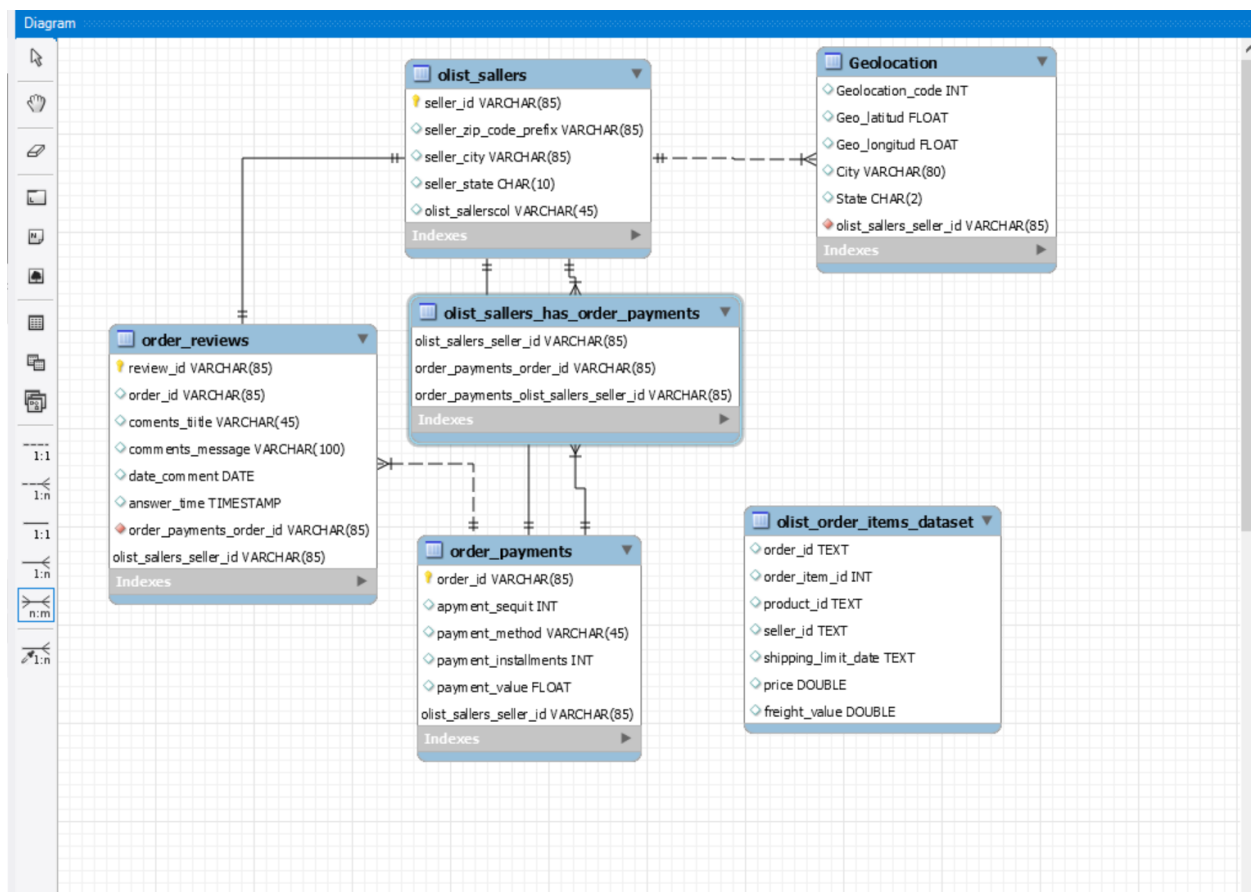 Diagram
olist_sallers
seller_id VARCHAR(85)
seller_zip_code_prefix VARCHAR(85)
seller_city VARCHAR(85)
seller_state CHAR(10)
olist_sallerscol VARCHAR(45)
Indexes
Geolocation
Geolocation_code INT
Geo_latitud FLOAT
Geo_longitud FLOAT
City VARCHAR(80)
State CHAR(2)
olist_sallers_seller_id VARCHAR(85)
Indexes
olist_sallers_has_order_payments
olist_sallers_seller_id VARCHAR(85)
order_payments_order_id VARCHAR(85)
order_payments_olist_sallers_seller_id VARCHAR(85)
Indexes
order_reviews
review_id VARCHAR(85)
order_id VARCHAR(85)
coments_tiitle VARCHAR(45)
comments_message VARCHAR(100)
date_comment DATE
answer_time TIMESTAMP
order_payments_order_id VARCHAR(85)
olist_sallers_seller_id VARCHAR(85)
Indexes
order_payments
order_id VARCHAR(85)
apyment_sequit INT
payment_method VARCHAR(45)
payment_installments INT
payment_value FLOAT
olist_sallers_seller_id VARCHAR(85)
Indexes
olist_order_items_dataset
order_id TEXT
order_item_id INT
product_id TEXT
seller_id TEXT
shipping_limit_date TEXT
price DOUBLE
freight_value DOUBLE
1:1
1:n
1:1
1:n
n:m
1:n